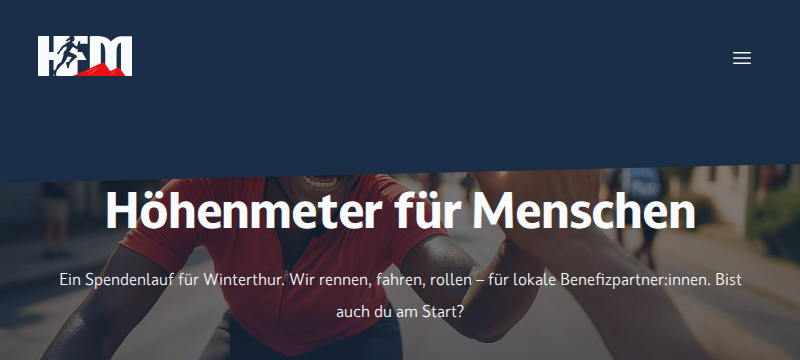 HFM
Höhenmeter für Menschen
Ein Spendenlauf für Winterthur. Wir rennen, fahren, rollen – für lokale Benefizpartner:innen. Bist
auch du am Start?